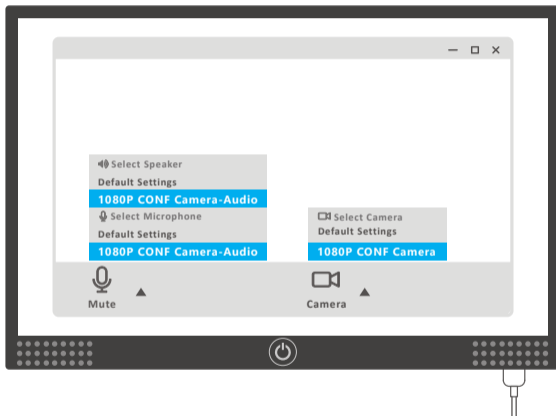 Select Speaker
Default Settings
1080P CONF Camera-Audio
Select Microphone
Default Settings
1080P CONF Camera-Audio
Select Camera
Default Settings
1080P CONF Camera
Mute
Camera